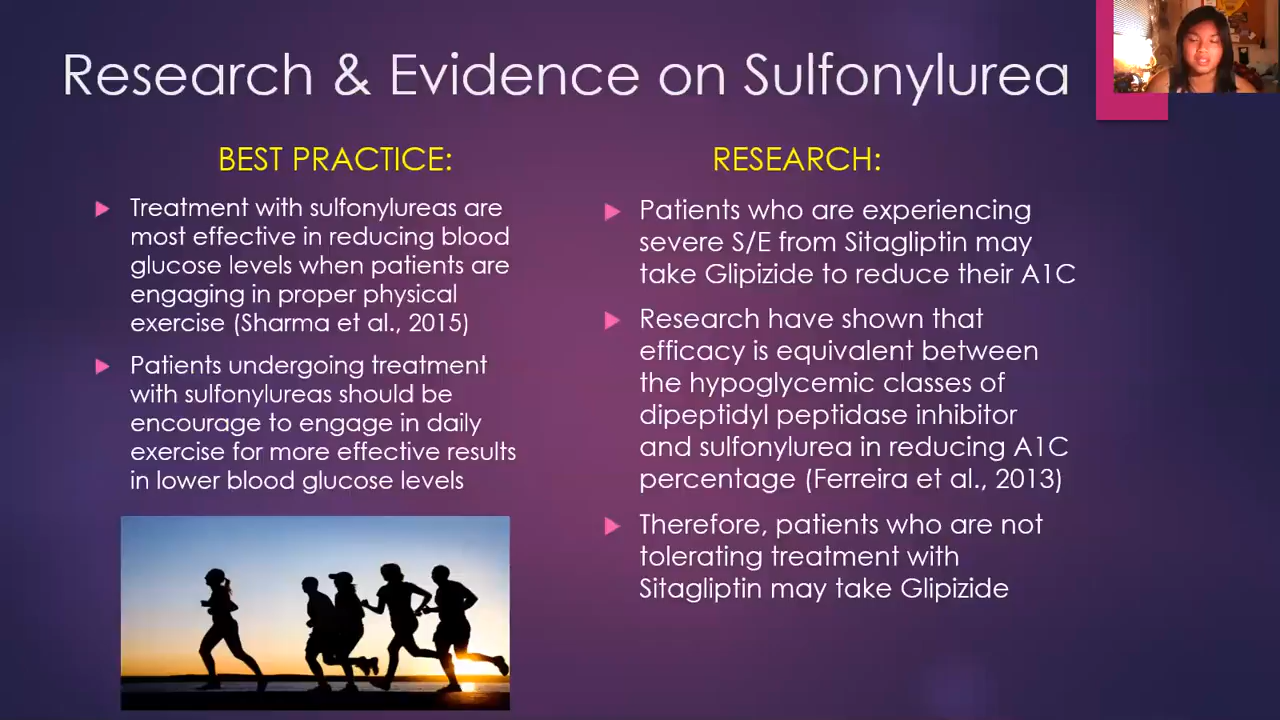 Research & Evidence on Sulfonylurea
BEST PRACTICE:
Treatment with sulfonylureas are
most effective in reducing blood
glucose levels when patients are
engaging in proper physical
exercise (Sharma et al., 2015)
Patients undergoing treatment
with sulfonylureas should be
encourage to engage in daily
exercise for more effective results
in lower blood glucose levels
RESEARCH:
Patients who are experiencing
severe S/E from Sitagliptin may
take Glipizide to reduce their A1C
Research have shown that
efficacy is equivalent between
the hypoglycemic classes of
dipeptidyl peptidase inhibitor
and sulfonylurea in reducing A1C
percentage (Ferreira et al., 2013)
Therefore, patients who are not
tolerating treatment with
Sitagliptin may take Glipizide